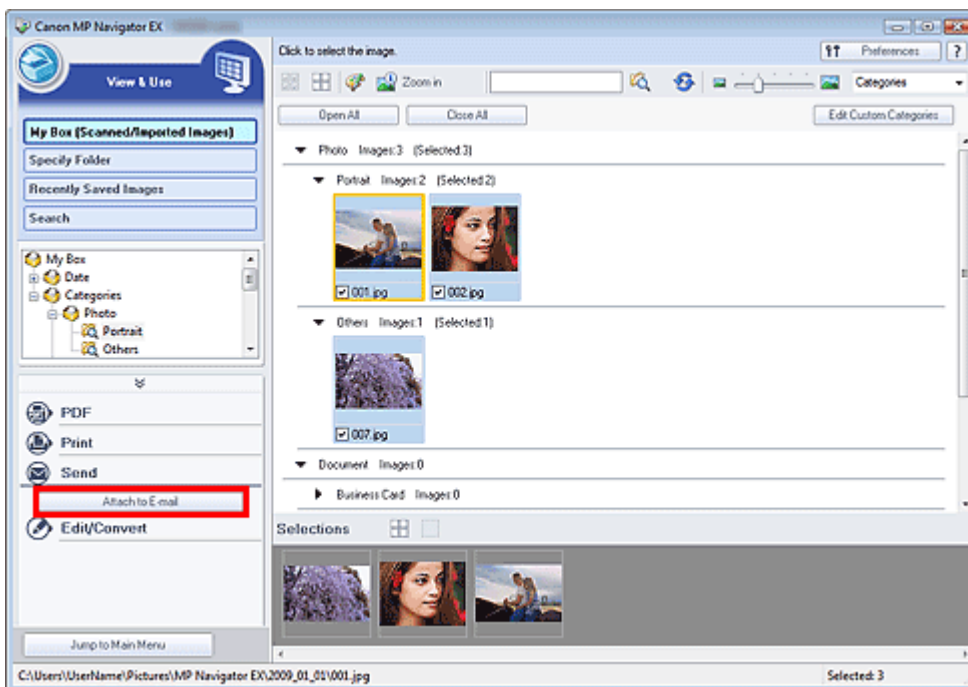 Canon MP Navigator EX
View & Use
My Box (Scanned/Imported Images)
Specify Folder
Recently Saved Images
Search
My Box
Date
Categories
Photo
Portrait
Others
PDF
Print
Send
Attach to E-mail
Edit/Convert
Jump to Main Menu
Click to select the image.
Preferences
?
Zoom in
Categories
Open All
Close All
Edit Custom Categories
Photo Images:3 (Selected:3)
Portrait Images:2 (Selected:2)
001.jpg
002.jpg
Others Images:1 (Selected:1)
007.jpg
Document Images:0
Business Card Images:0
Selections
C:\Users\UserName\Pictures\MP Navigator EX\2009_01_01\001.jpg
Selected: 3